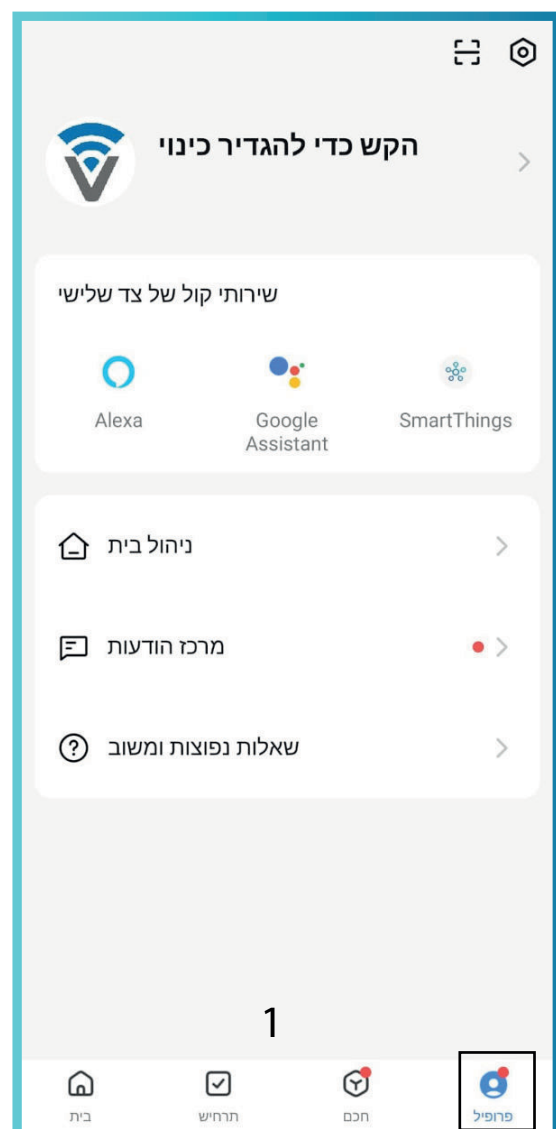 הקש כדי להגדיר כינוי
שירותי קול של צד שלישי
Alexa
Google
Assistant
SmartThings
ניהול בית
מרכז הודעות
שאלות נפוצות ומשוב
1
בית
תרחיש
חכם
פרופיל